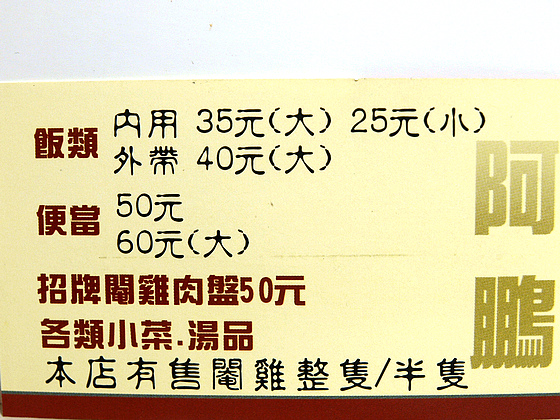 飯類 內用 35元(大) 25元(小)
外帶 40元(大)
便當 50元
60元(大)
招牌閹雞肉盤50元
各類小菜.湯品
本店有售閹雞整隻/半隻
阿鵬